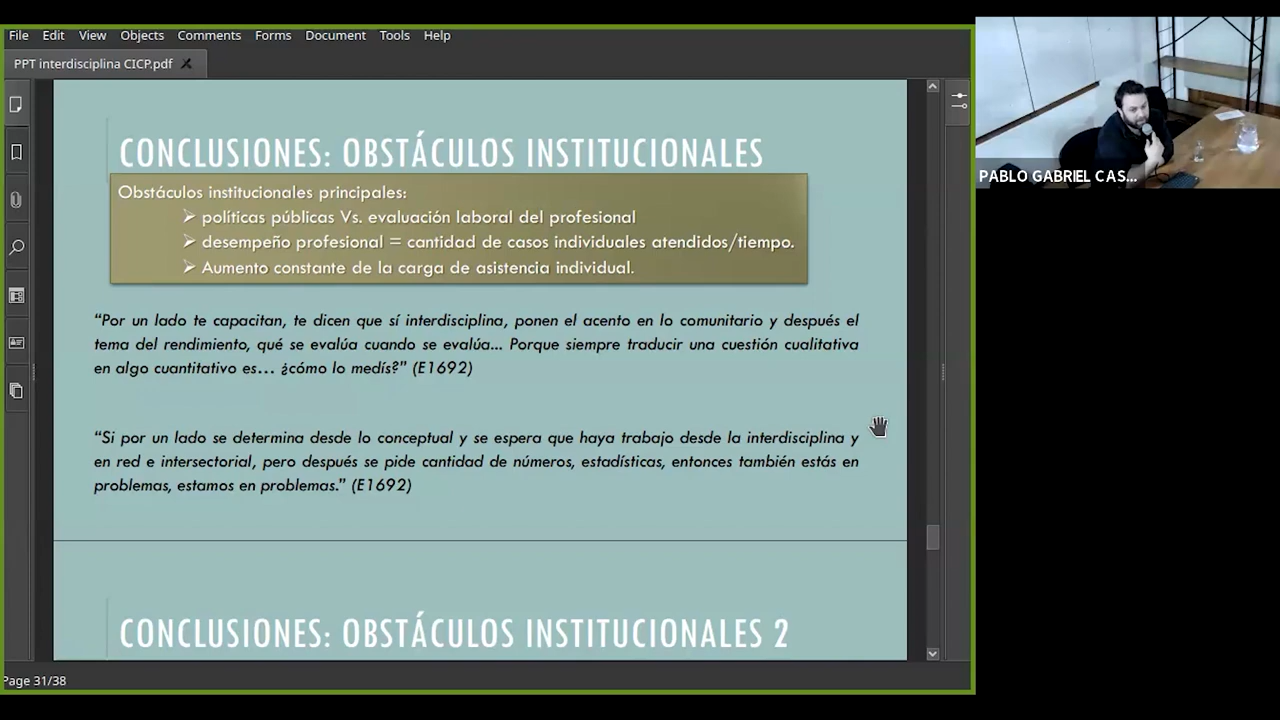 File Edit View Objects Comments Forms Document Tools Help
PPT interdisciplina CICP.pdf
CONCLUSIONES: OBSTÁCULOS INSTITUCIONALES
Obstáculos institucionales principales:
➢ políticas públicas Vs. evaluación laboral del profesional
➢ desempeño profesional = cantidad de casos individuales atendidos/tiempo.
➢ Aumento constante de la carga de asistencia individual.
“Por un lado te capacitan, te dicen que sí interdisciplina, ponen el acento en lo comunitario y después el
tema del rendimiento, qué se evalúa cuando se evalúa... Porque siempre traducir una cuestión cualitativa
en algo cuantitativo es... ¿cómo lo medís?” (E1692)
“Si por un lado se determina desde lo conceptual y se espera que haya trabajo desde la interdisciplina y
en red e intersectorial, pero después se pide cantidad de números, estadísticas, entonces también estás en
problemas, estamos en problemas.” (E1692)
CONCLUSIONES: OBSTÁCULOS INSTITUCIONALES 2
Page 31/38
PABLO GABRIEL CAS...